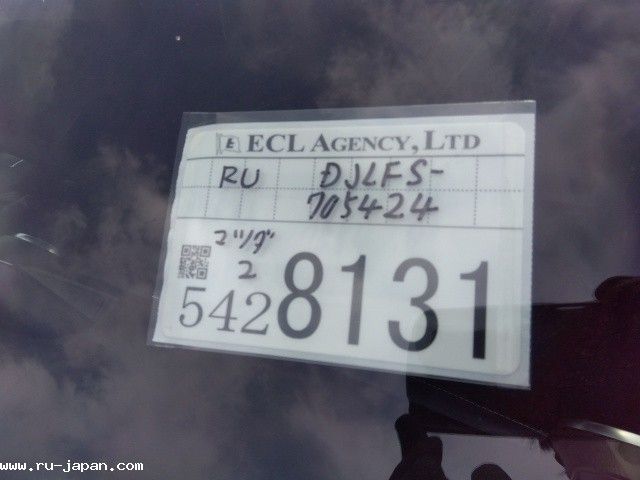 E ECL AGENCY, LTD
RU DJLFS-
705424
マツダ
2
5428131
www.ru-japan.com